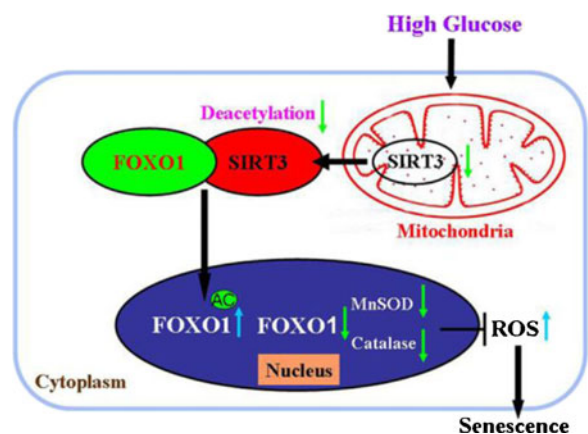 High Glucose
Deacetylation
FOXO1
SIRT3
SIRT3
Mitochondria
AC
FOXO1
FOXO1
MnSOD
Catalase
ROS
Nucleus
Cytoplasm
Senescence